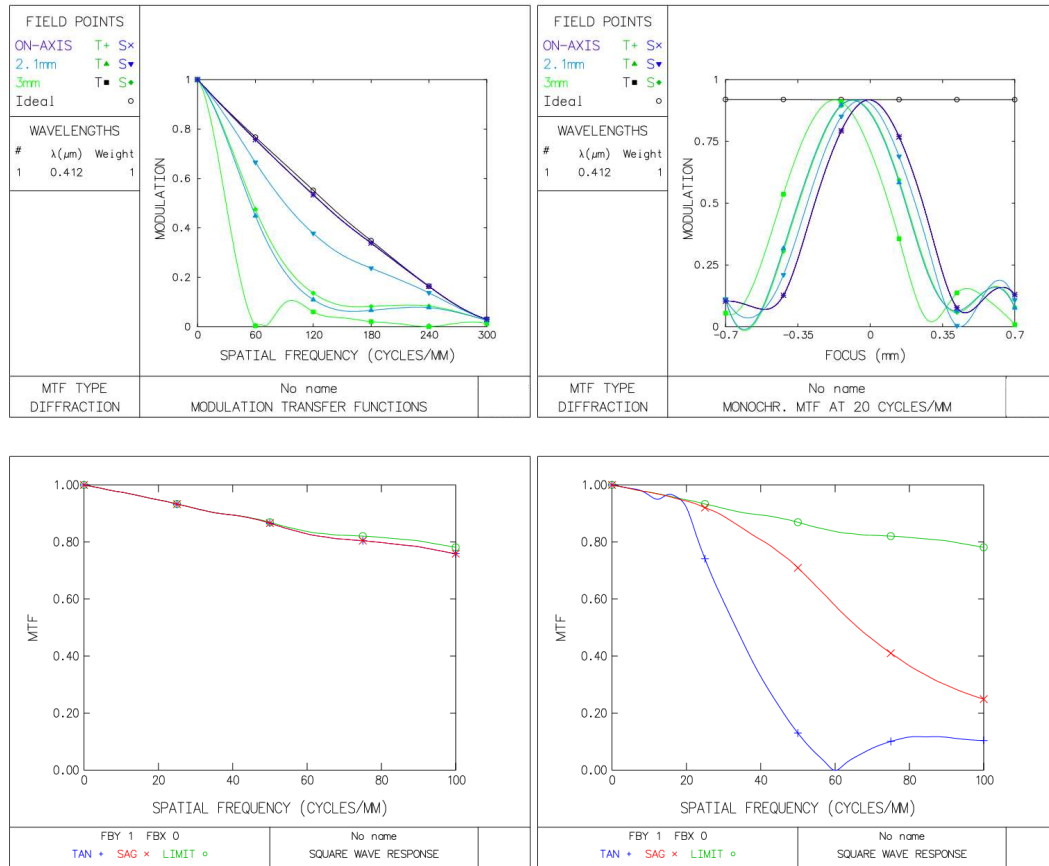 FIELD POINTS
ON-AXIS T+ S×
2.1mm T▲ S▼
3mm T■ S◆
Ideal ○
WAVELENGTHS
# λ(μm) Weight
1 0.412 1
MODULATION
1
0.8
0.6
0.4
0.2
0
0 60 120 180 240 300
SPATIAL FREQUENCY (CYCLES/MM)
MTF TYPE
DIFFRACTION
No name
MODULATION TRANSFER FUNCTIONS
FIELD POINTS
ON-AXIS T+ S×
2.1mm T▲ S▼
3mm T■ S◆
Ideal ○
WAVELENGTHS
# λ(μm) Weight
1 0.412 1
MODULATION
1
0.75
0.5
0.25
0
-0.7 -0.35 0 0.35 0.7
FOCUS (mm)
MTF TYPE
DIFFRACTION
No name
MONOCHR. MTF AT 20 CYCLES/MM
MTF
1.00
0.80
0.60
0.40
0.20
0.00
0 20 40 60 80 100
SPATIAL FREQUENCY (CYCLES/MM)
FBY 1 FBX 0
TAN + SAG × LIMIT ○
No name
SQUARE WAVE RESPONSE
MTF
1.00
0.80
0.60
0.40
0.20
0.00
0 20 40 60 80 100
SPATIAL FREQUENCY (CYCLES/MM)
FBY 1 FBX 0
TAN + SAG × LIMIT ○
No name
SQUARE WAVE RESPONSE